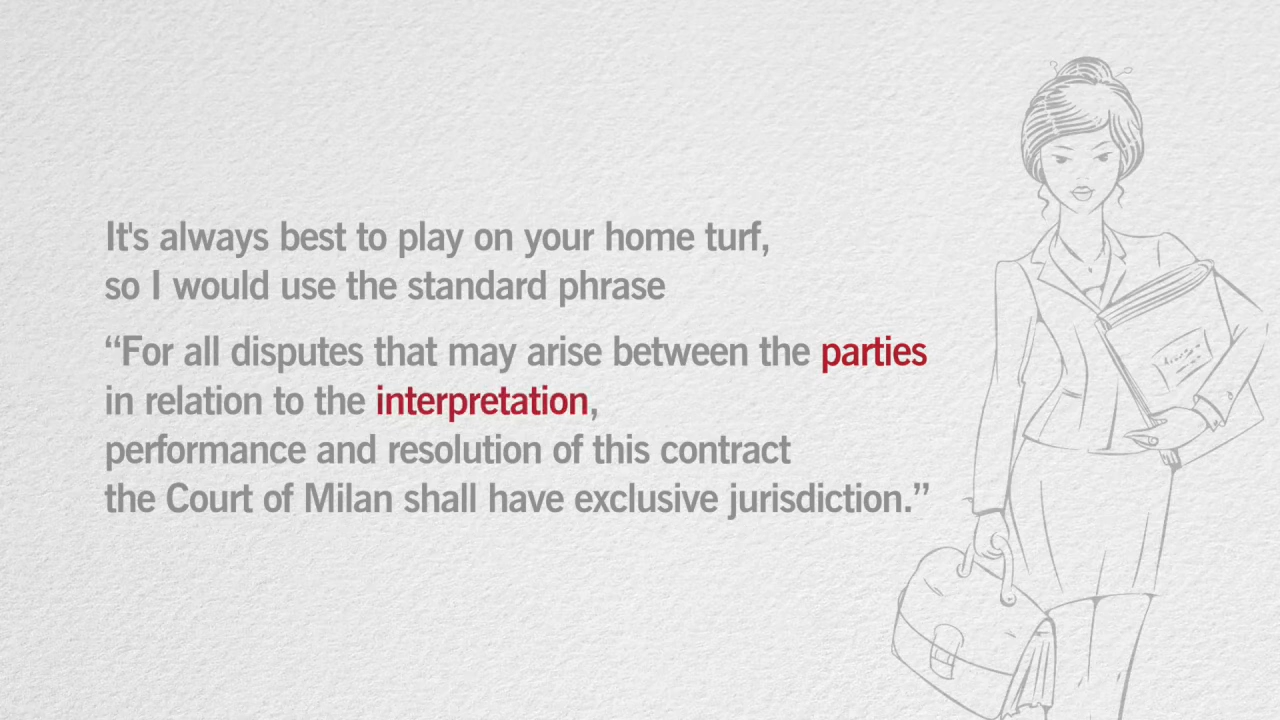 It's always best to play on your home turf,
so I would use the standard phrase
“For all disputes that may arise between the parties
in relation to the interpretation,
performance and resolution of this contract
the Court of Milan shall have exclusive jurisdiction.”